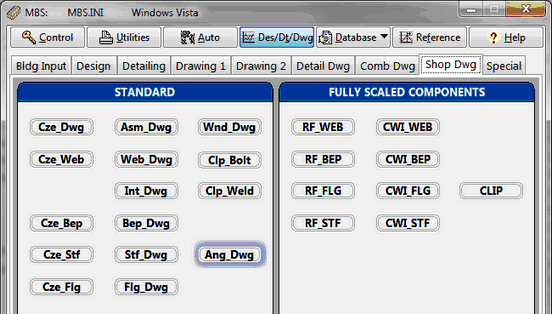 MBS: MBS.INI Windows Vista
Control Utilities Auto Des/Dt/Dwg Database Reference Help
Bldg Input Design Detailing Drawing 1 Drawing 2 Detail Dwg Comb Dwg Shop Dwg Special
STANDARD FULLY SCALED COMPONENTS
Cze_Dwg Asm_Dwg Wnd_Dwg RF_WEB CWI_WEB
Cze_Web Web_Dwg Clp_Bolt RF_BEP CWI_BEP
Int_Dwg Clp_Weld RF_FLG CWI_FLG CLIP
Cze_Bep Bep_Dwg RF_STF CWI_STF
Cze_Stf Stf_Dwg Ang_Dwg
Cze_Flg Flg_Dwg